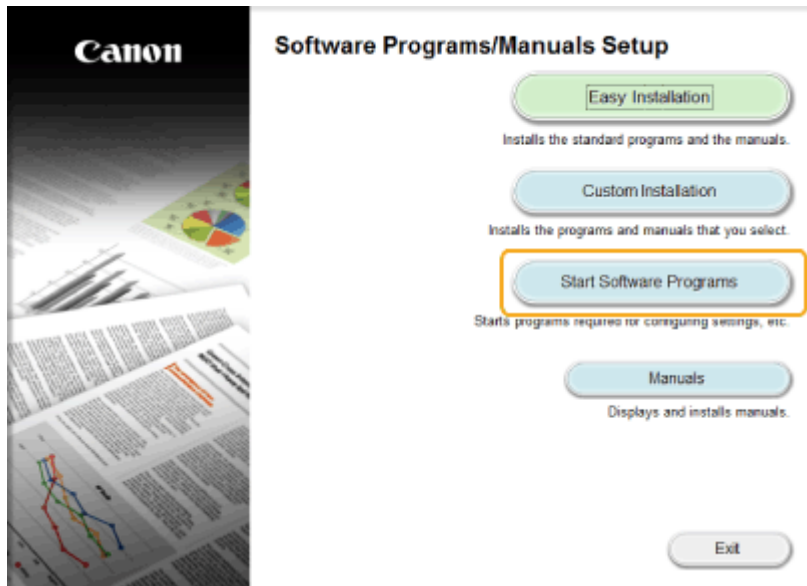 Canon
Software Programs/Manuals Setup
Easy Installation
Installs the standard programs and the manuals.
Custom Installation
Installs the programs and manuals that you select.
Start Software Programs
Starts programs required for configuring settings, etc.
Manuals
Displays and installs manuals.
Exit